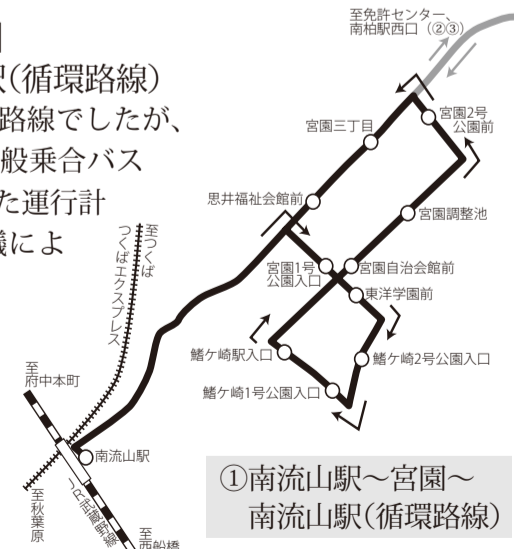 駅(循環路線)
路線でしたが、
般乗合バス
た運行計
議によ
至免許センター、
南柏駅西口(②③)
宮園2号
公園前
宮園三丁目
思井福祉会館前
宮園調整池
宮園1号
公園入口
宮園自治会館前
東洋学園前
鰭ケ崎駅入口
鰭ケ崎2号公園入口
鰭ケ崎1号公園入口
至つくば
つくばエクスプレス
至
府中本町
南流山駅
JR武蔵野線
至秋葉原
至
西船橋
①南流山駅〜宮園〜
南流山駅(循環路線)